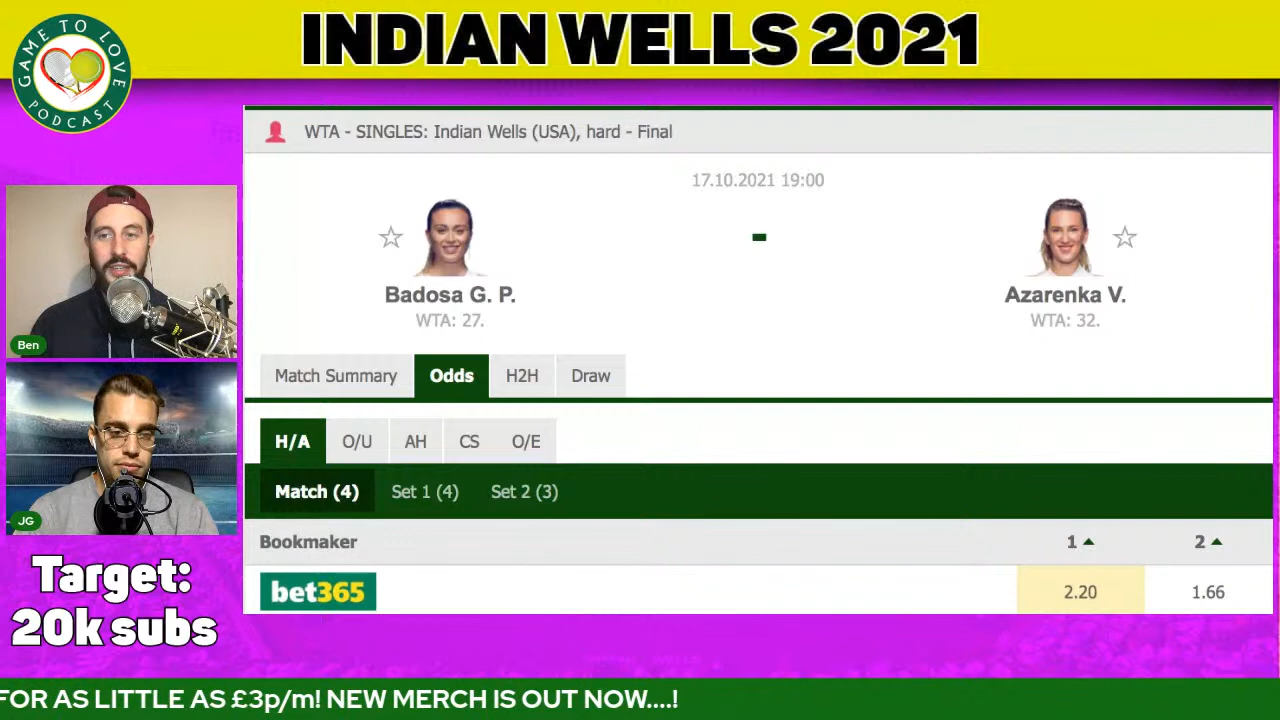 INDIAN WELLS 2021
GAME TO LOVE
PODCAST
WTA - SINGLES: Indian Wells (USA), hard - Final
17.10.2021 19:00
-
Badosa G. P.
Azarenka V.
WTA: 27.
WTA: 32.
Ben
Match Summary Odds H2H Draw
H/A O/U AH CS O/E
Match (4) Set 1 (4) Set 2 (3)
JG
Bookmaker 1 2
bet365 2.20 1.66
Target:
20k subs
FOR AS LITTLE AS £3p/m! NEW MERCH IS OUT NOW....!